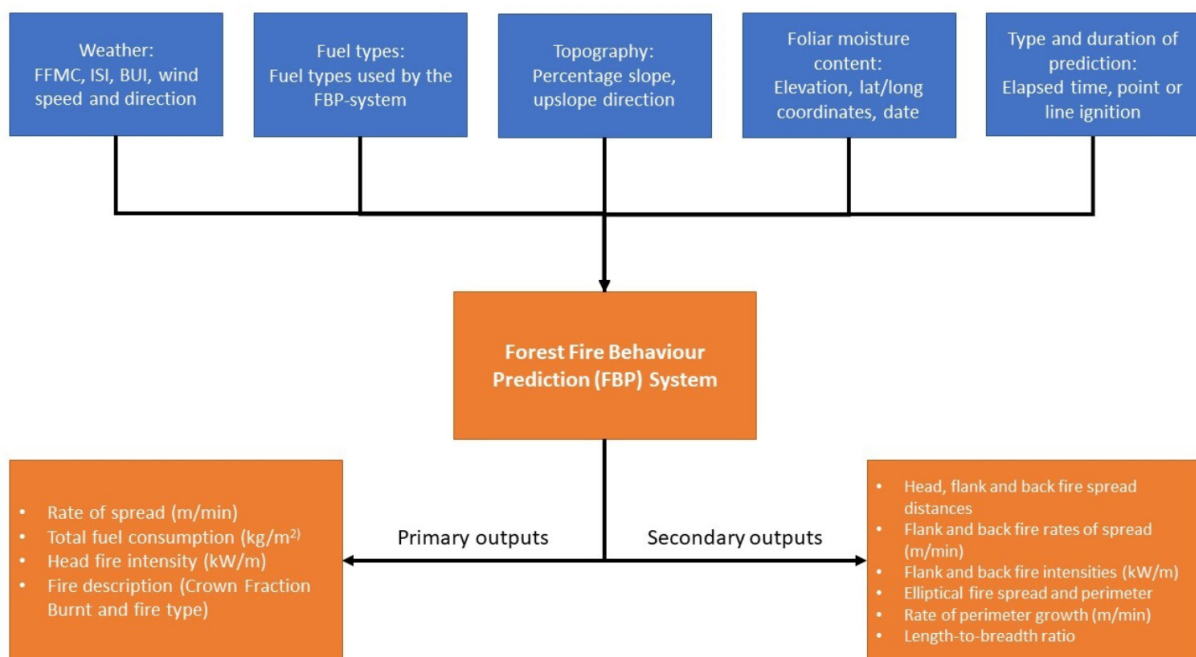 Weather:
FFMC, ISI, BUI, wind
speed and direction
Fuel types:
Fuel types used by the
FBP-system
Topography:
Percentage slope,
upslope direction
Foliar moisture
content:
Elevation, lat/long
coordinates, date
Type and duration of
prediction:
Elapsed time, point or
line ignition
Forest Fire Behaviour
Prediction (FBP) System
Primary outputs
Secondary outputs
• Rate of spread (m/min)
• Total fuel consumption (kg/m²⁾
• Head fire intensity (kW/m)
• Fire description (Crown Fraction
Burnt and fire type)
• Head, flank and back fire spread
distances
• Flank and back fire rates of spread
(m/min)
• Flank and back fire intensities (kW/m)
• Elliptical fire spread and perimeter
• Rate of perimeter growth (m/min)
• Length-to-breadth ratio